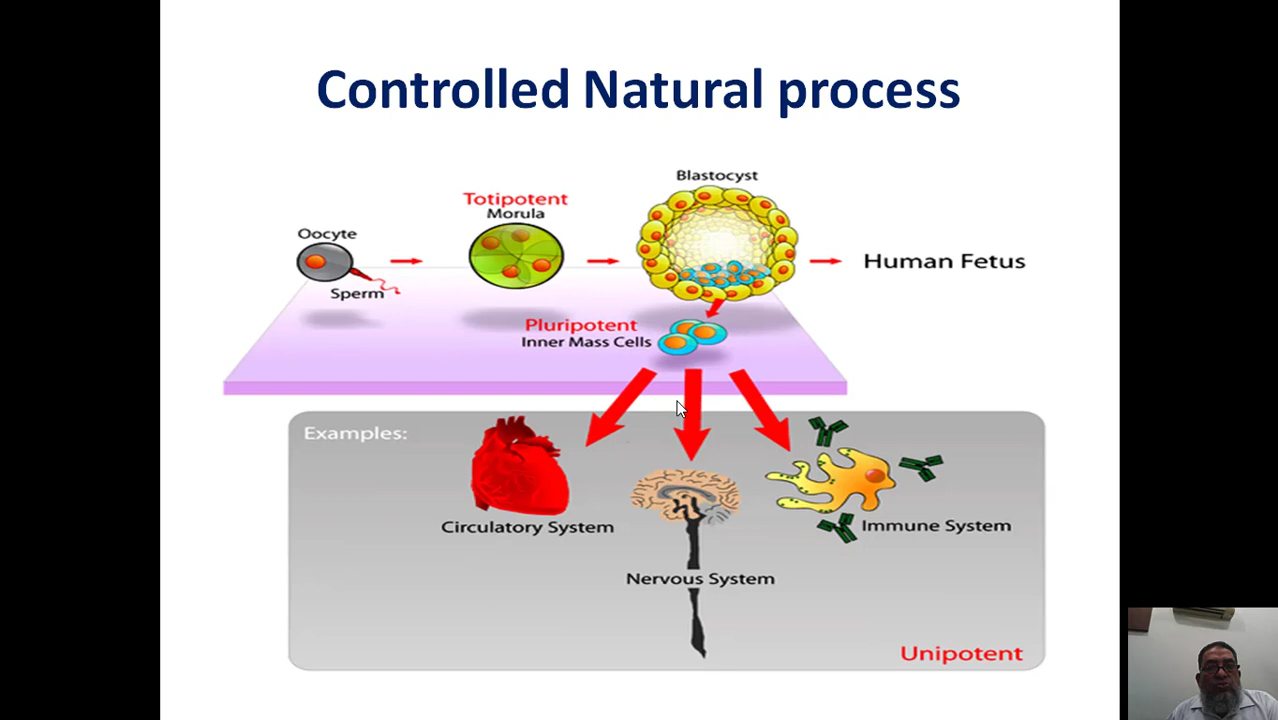 Controlled Natural process
Blastocyst
Totipotent
Morula
Oocyte
Sperm
Human Fetus
Pluripotent
Inner Mass Cells
Examples:
Circulatory System
Immune System
Nervous System
Unipotent